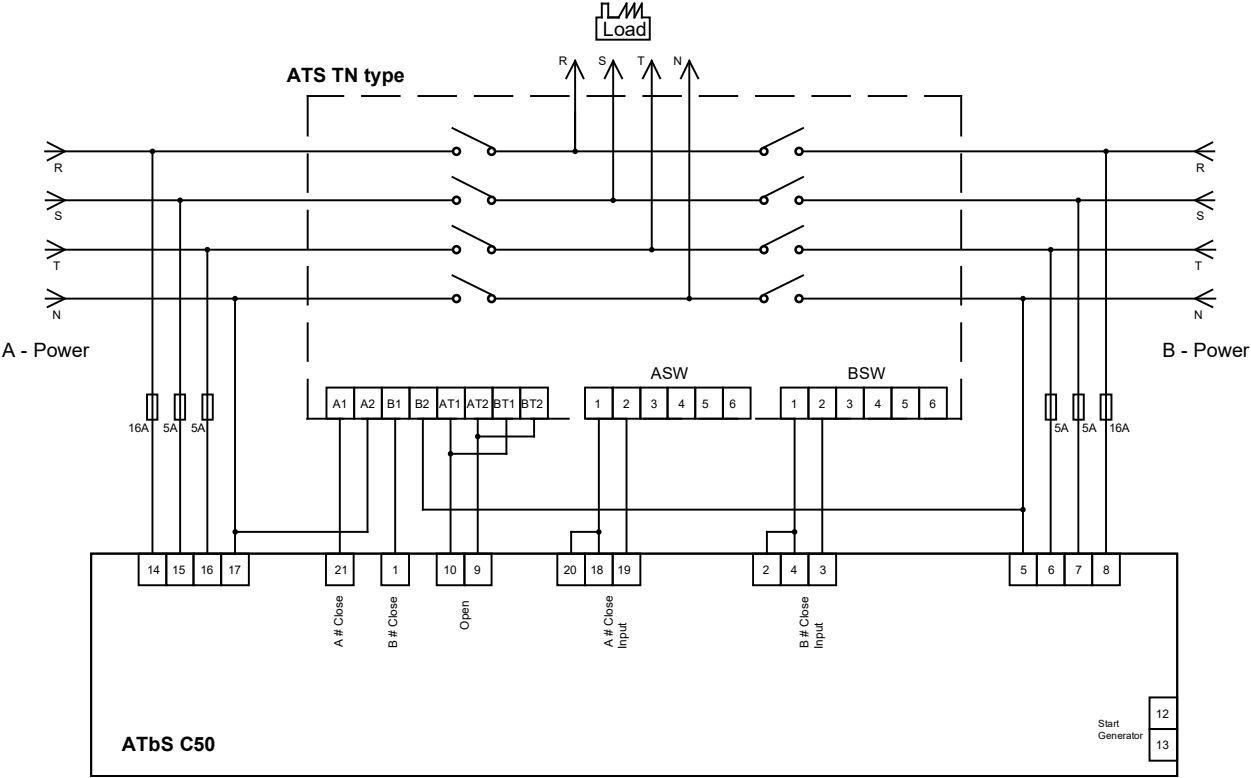 Load
ATS TN type
R S T N
R R
S S
T T
N N
A - Power B - Power
ASW BSW
A1 A2 B1 B2 AT1 AT2 BT1 BT2 1 2 3 4 5 6 1 2 3 4 5 6
16A 5A 5A 5A 5A 16A
14 15 16 17 21 1 10 9 20 18 19 2 4 3 5 6 7 8
A # Close
B # Close
Open
A # Close
Input
B # Close
Input
12
Start
Generator
13
ATbS C50